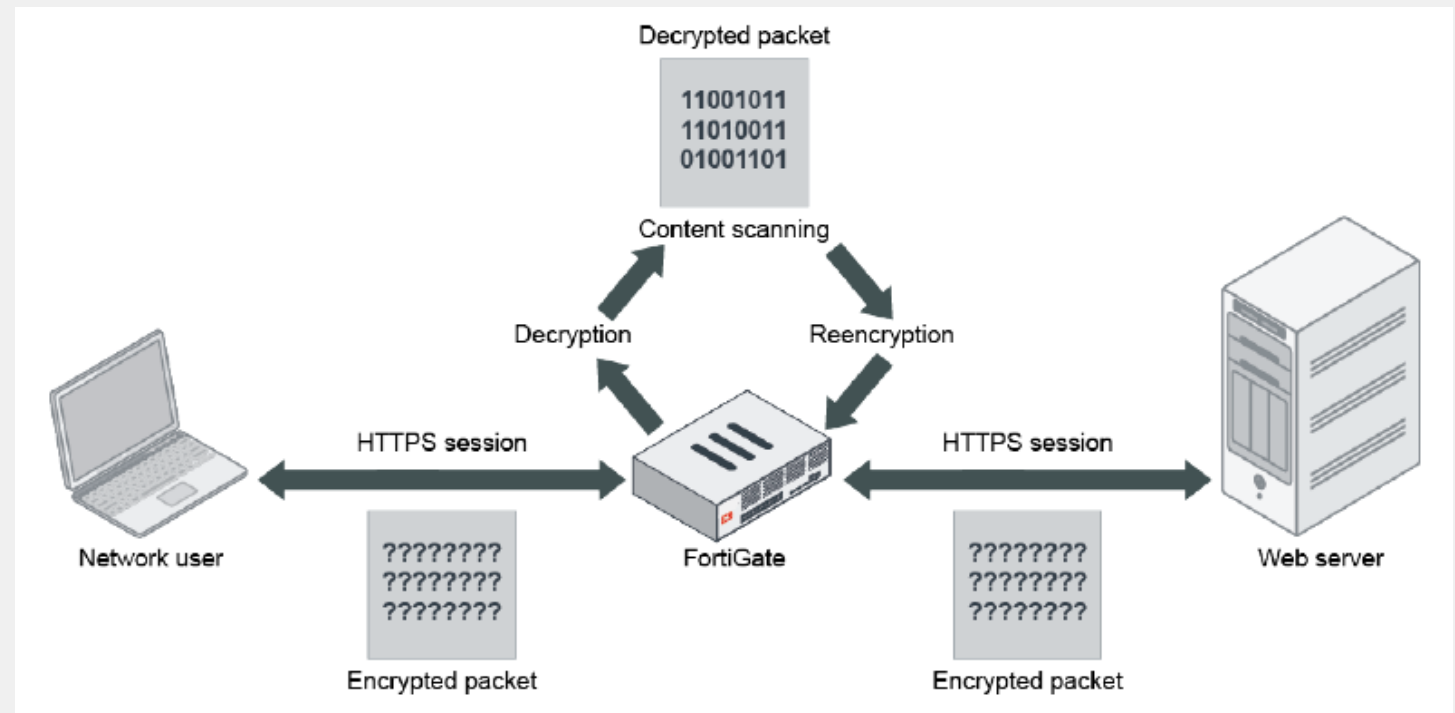 Decrypted packet
11001011
11010011
01001101
Content scanning
Decryption
Reencryption
HTTPS session
HTTPS session
Network user
????????
????????
????????
FortiGate
????????
????????
????????
Web server
Encrypted packet
Encrypted packet